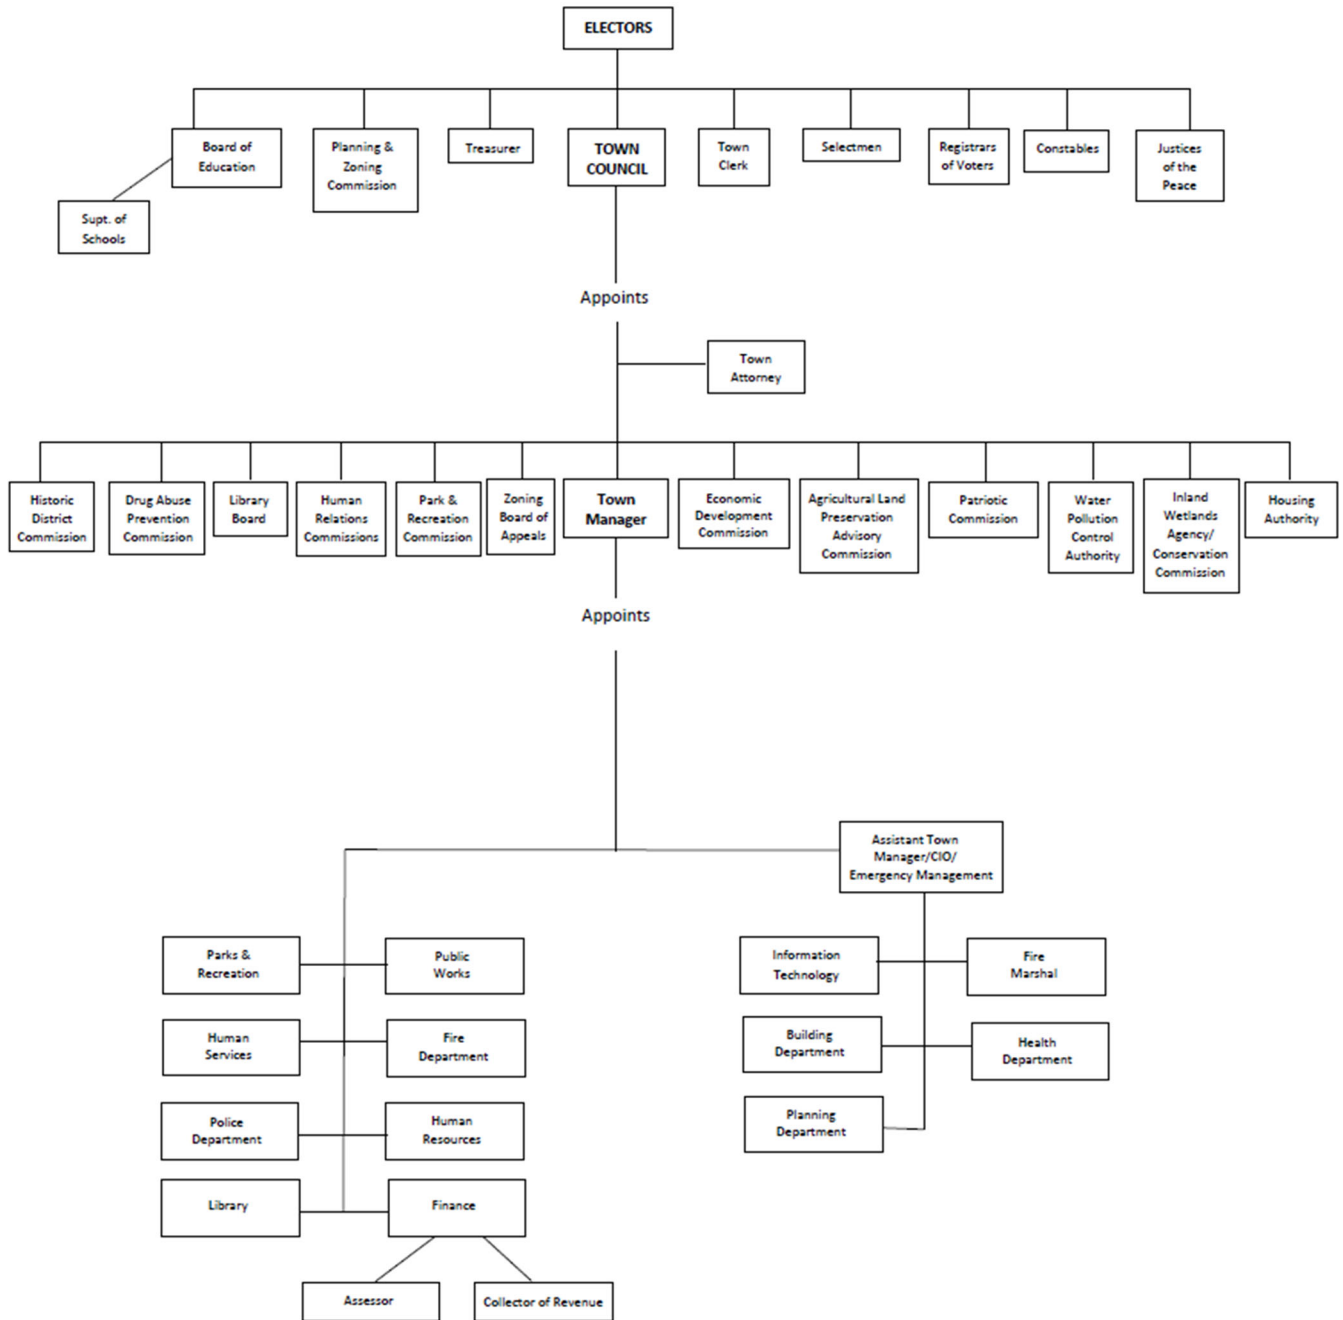 ELECTORS
Board of
Education
Planning &
Zoning
Commission
Treasurer
TOWN
COUNCIL
Town
Clerk
Selectmen
Registrars
of Voters
Constables
Justices
of the
Peace
Supt. of
Schools
Appoints
Town
Attorney
Historic
District
Commission
Drug Abuse
Prevention
Commission
Library
Board
Human
Relations
Commissions
Park &
Recreation
Commission
Zoning
Board of
Appeals
Town
Manager
Economic
Development
Commission
Agricultural Land
Preservation
Advisory
Commission
Patriotic
Commission
Water
Pollution
Control
Authority
Inland
Wetlands
Agency/
Conservation
Commission
Housing
Authority
Appoints
Assistant Town
Manager/CIO/
Emergency Management
Parks &
Recreation
Public
Works
Information
Technology
Fire
Marshal
Human
Services
Fire
Department
Building
Department
Health
Department
Police
Department
Human
Resources
Planning
Department
Library
Finance
Assessor
Collector of Revenue